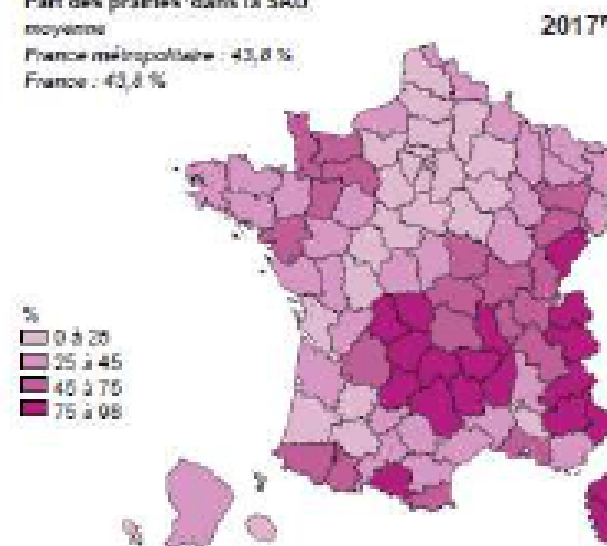 Part des prairies dans la SAU
moyenne
France métropolitaine : 43,8 %
France : 43,8 %
2017
%
0 à 25
25 à 45
45 à 75
75 à 98